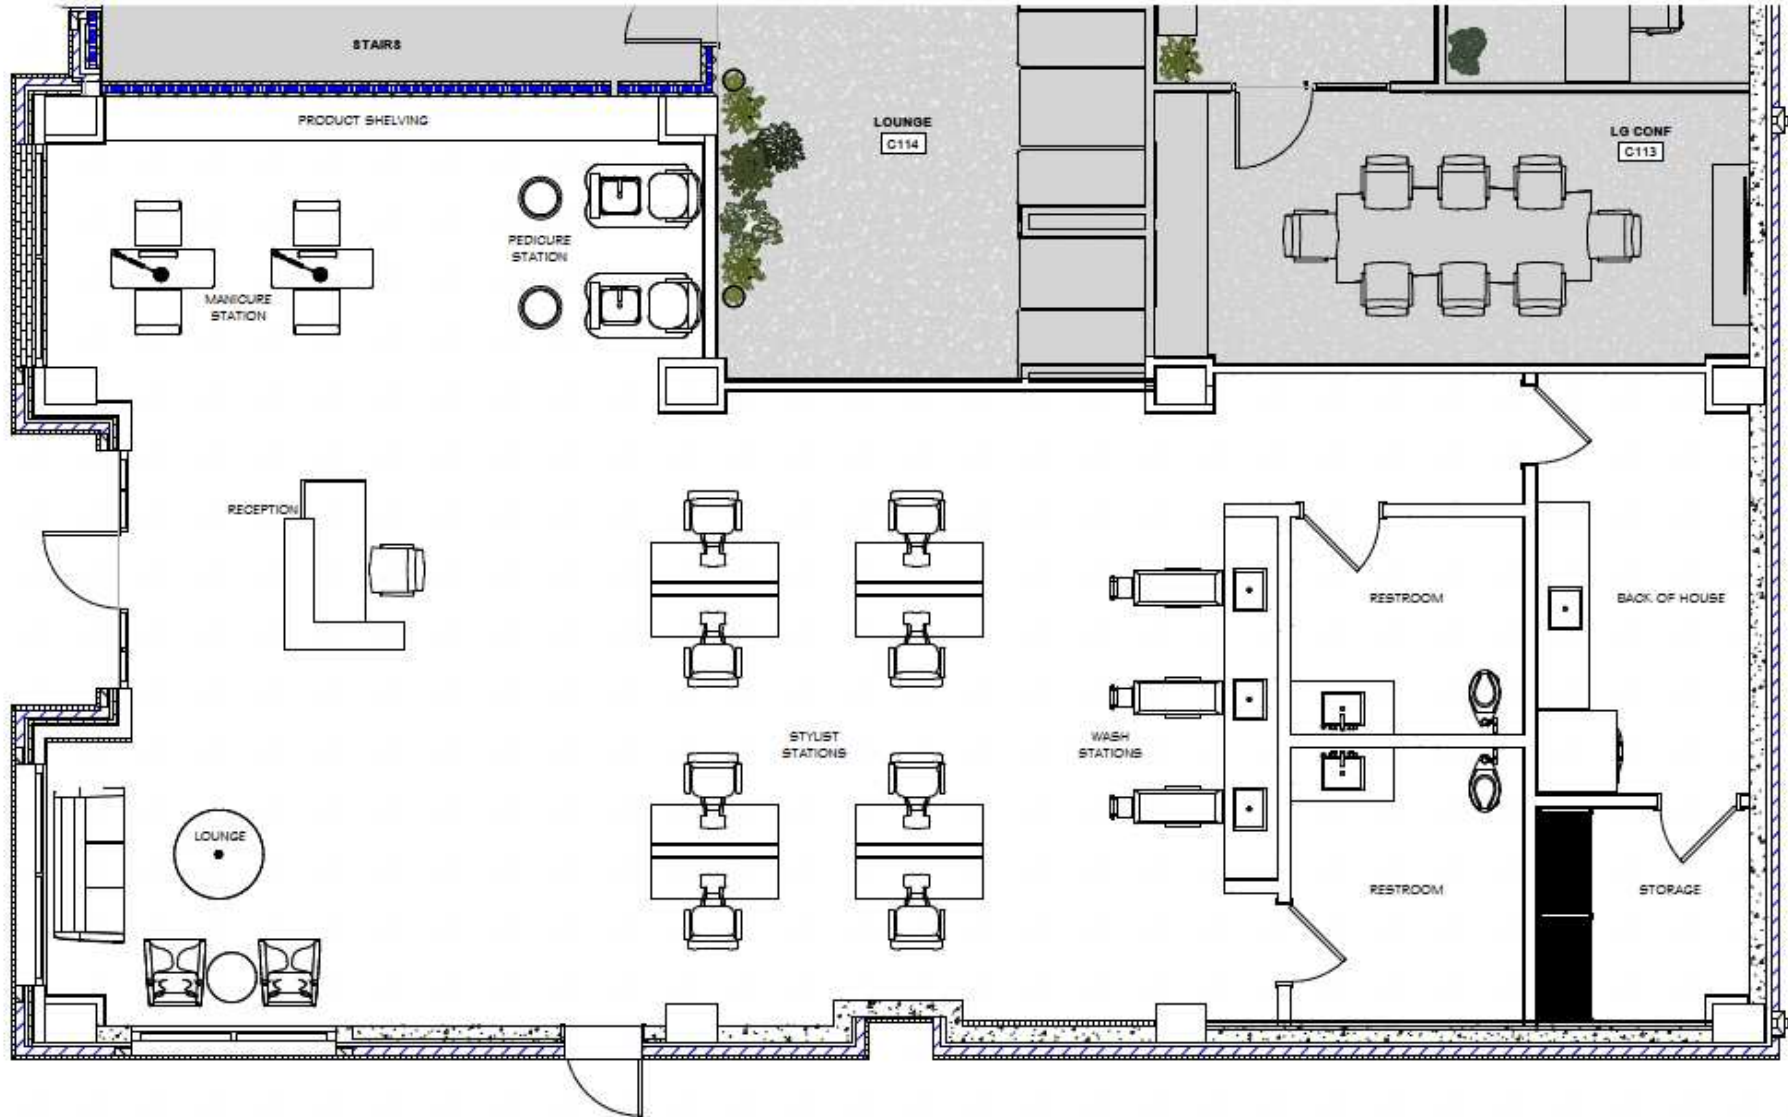 STAIRS
PRODUCT SHELVING
LOUNGE
C114
LG CONF
C113
PEDICURE
STATION
MANICURE
STATION
RECEPTION
RESTROOM
BACK OF HOUSE
STYLIST
STATIONS
WASH
STATIONS
LOUNGE
RESTROOM
STORAGE